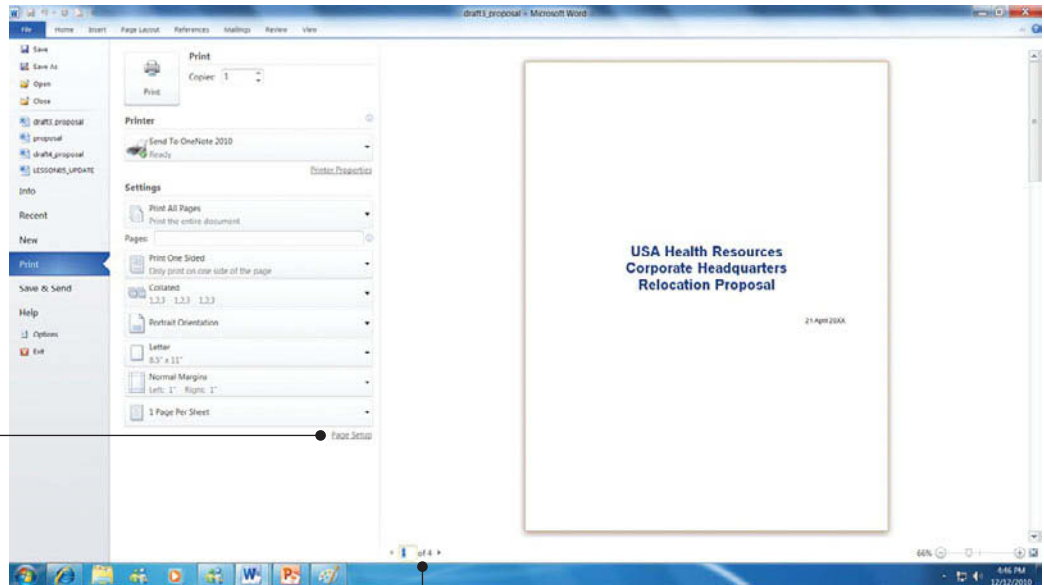 draft3_proposal - Microsoft Word
File Home Insert Page Layout References Mailings Review View
Save
Save As
Open
Close
draft3_proposal
proposal
draft4_proposal
Info
Recent
New
Print
Save & Send
Help
Options
Exit
Print
Copies: 1
Print
Printer
Send To OneNote 2010
Ready
Printer Properties
Settings
Print All Pages
Print the entire document
Pages:
Print One Sided
Only print on one side of the page
Collated
1,2,3 1,2,3 1,2,3
Portrait Orientation
Letter
8.5" x 11"
Normal Margins
Left: 1" Right: 1"
1 Page Per Sheet
Page Setup
USA Health Resources
Corporate Headquarters
Relocation Proposal
21 April 20XX
1 of 4
66%
4:46 PM
12/12/2010